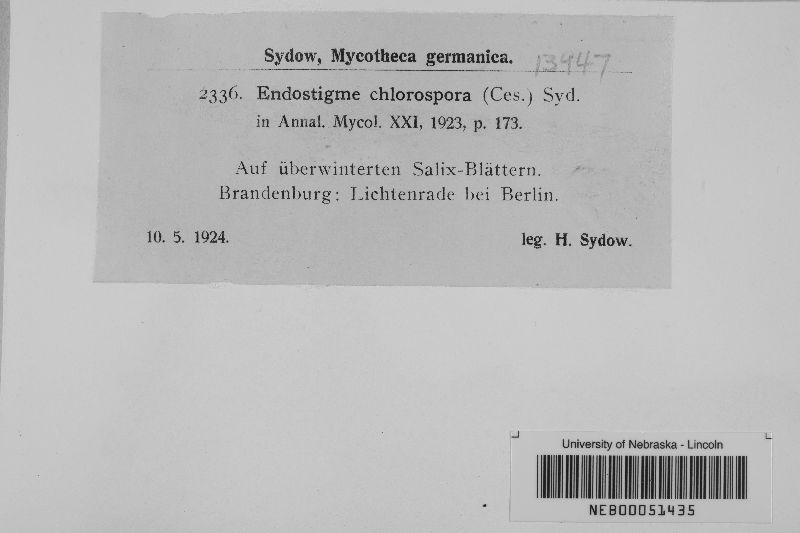 Sydow, Mycotheca germanica. 13947
2336. Endostigme chlorospora (Ces.) Syd.
in Annal. Mycol. XXI, 1923, p. 173.
Auf überwinterten Salix-Blättern.
Brandenburg: Lichtenrade bei Berlin.
10. 5. 1924. leg. H. Sydow.
University of Nebraska - Lincoln
NEB00051435